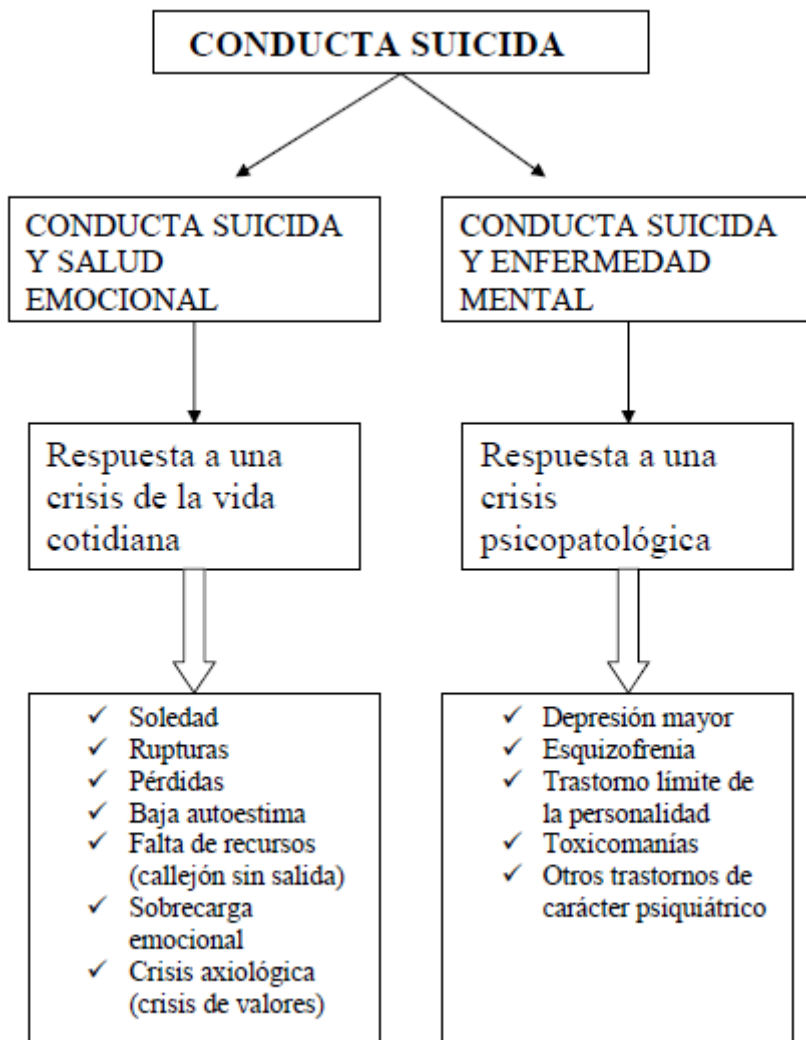 CONDUCTA SUICIDA
CONDUCTA SUICIDA
Y SALUD
EMOCIONAL
CONDUCTA SUICIDA
Y ENFERMEDAD
MENTAL
Respuesta a una
crisis de la vida
cotidiana
Respuesta a una
crisis
psicopatológica
✓ Soledad
✓ Rupturas
✓ Pérdidas
✓ Baja autoestima
✓ Falta de recursos
(callejón sin salida)
✓ Sobrecarga
emocional
✓ Crisis axiológica
(crisis de valores)
✓ Depresión mayor
✓ Esquizofrenia
✓ Trastorno límite de
la personalidad
✓ Toxicomanías
✓ Otros trastornos de
carácter psiquiátrico